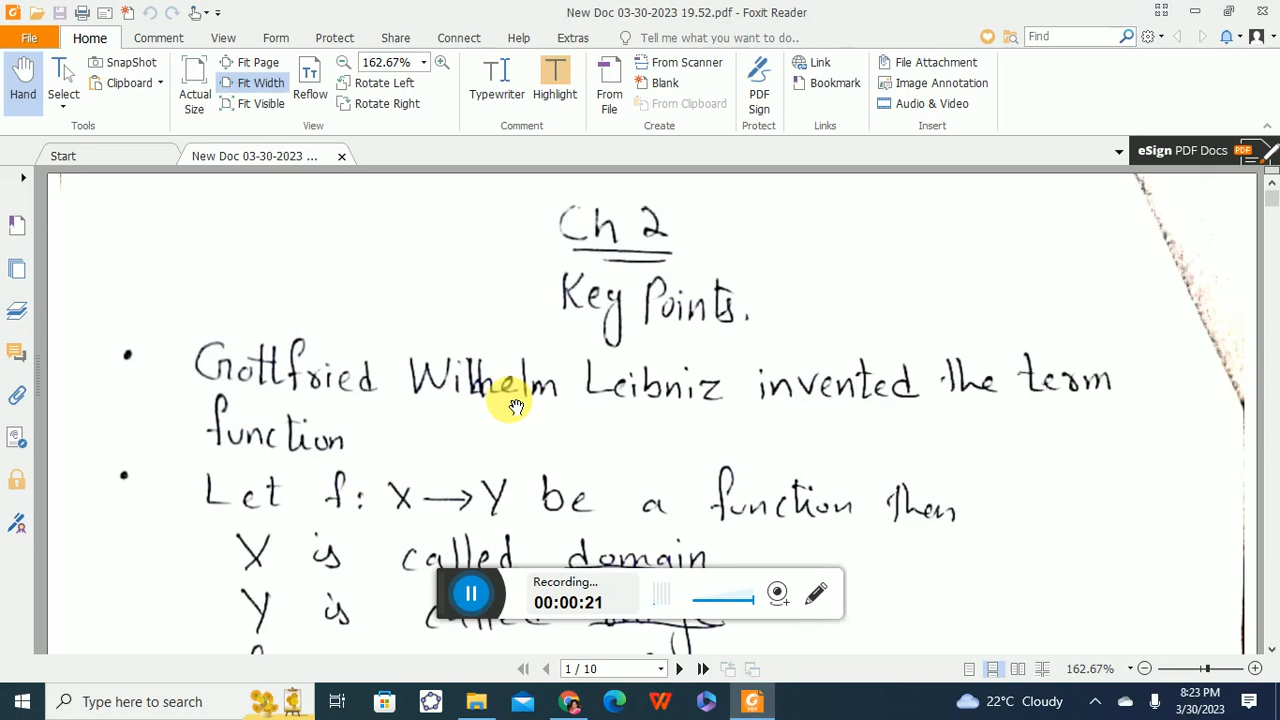 New Doc 03-30-2023 19.52.pdf - Foxit Reader
File Home Comment View Form Protect Share Connect Help Extras Tell me what you want to do... Find
Hand
Select
SnapShot
Clipboard
Tools
Actual Size
Fit Page
Fit Width
Fit Visible
Reflow
162.67%
Rotate Left
Rotate Right
View
Typewriter
Highlight
Comment
From File
From Scanner
Blank
From Clipboard
Create
PDF Sign
Protect
Link
Bookmark
Links
File Attachment
Image Annotation
Audio & Video
Insert
Start
New Doc 03-30-2023 ...
eSign PDF Docs PDF
Ch 2
Key Points.
• Gottfried Wilhelm Leibniz invented the term
function
• Let f: X → Y be a function then
X is called domain
Y is called
Recording...
00:00:21
1 / 10
162.67%
Type here to search
22°C Cloudy
8:23 PM
3/30/2023